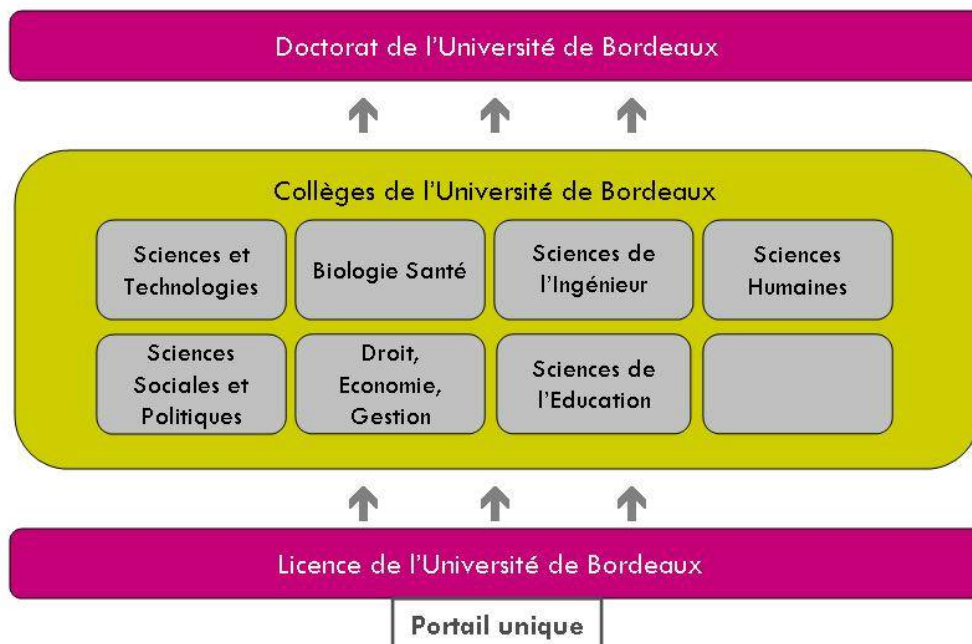 Doctorat de l'Université de Bordeaux
Collèges de l'Université de Bordeaux
Sciences et
Technologies
Biologie Santé
Sciences de
l'Ingénieur
Sciences
Humaines
Sciences
Sociales et
Politiques
Droit,
Economie,
Gestion
Sciences de
l'Education
Licence de l'Université de Bordeaux
Portail unique